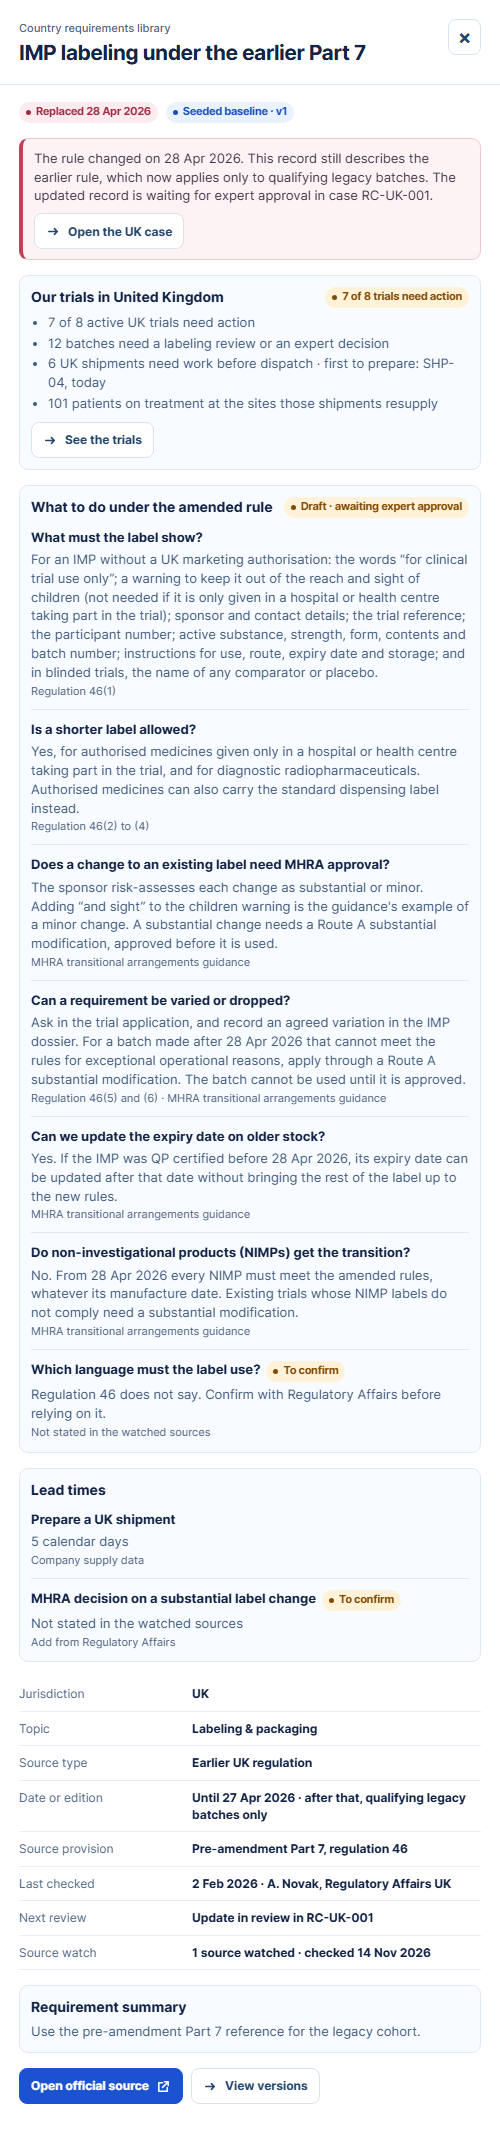 Country requirements library
IMP labeling under the earlier Part 7
Replaced 28 Apr 2026
Seeded baseline · v1
The rule changed on 28 Apr 2026. This record still describes the
earlier rule, which now applies only to qualifying legacy batches. The
updated record is waiting for expert approval in case RC-UK-001.
→ Open the UK case
Our trials in United Kingdom
7 of 8 trials need action
• 7 of 8 active UK trials need action
• 12 batches need a labeling review or an expert decision
• 6 UK shipments need work before dispatch · first to prepare: SHP-
04, today
• 101 patients on treatment at the sites those shipments resupply
→ See the trials
What to do under the amended rule
Draft · awaiting expert approval
What must the label show?
For an IMP without a UK marketing authorisation: the words “for clinical
trial use only”; a warning to keep it out of the reach and sight of
children (not needed if it is only given in a hospital or health centre
taking part in the trial); sponsor and contact details; the trial reference;
the participant number; active substance, strength, form, contents and
batch number; instructions for use, route, expiry date and storage; and
in blinded trials, the name of any comparator or placebo.
Regulation 46(1)
Is a shorter label allowed?
Yes, for authorised medicines given only in a hospital or health centre
taking part in the trial, and for diagnostic radiopharmaceuticals.
Authorised medicines can also carry the standard dispensing label
instead.
Regulation 46(2) to (4)
Does a change to an existing label need MHRA approval?
The sponsor risk-assesses each change as substantial or minor.
Adding “and sight” to the children warning is the guidance's example of
a minor change. A substantial change needs a Route A substantial
modification, approved before it is used.
MHRA transitional arrangements guidance
Can a requirement be varied or dropped?
Ask in the trial application, and record an agreed variation in the IMP
dossier. For a batch made after 28 Apr 2026 that cannot meet the
rules for exceptional operational reasons, apply through a Route A
substantial modification. The batch cannot be used until it is approved.
Regulation 46(5) and (6) · MHRA transitional arrangements guidance
Can we update the expiry date on older stock?
Yes. If the IMP was QP certified before 28 Apr 2026, its expiry date can
be updated after that date without bringing the rest of the label up to
the new rules.
MHRA transitional arrangements guidance
Do non-investigational products (NIMPs) get the transition?
No. From 28 Apr 2026 every NIMP must meet the amended rules,
whatever its manufacture date. Existing trials whose NIMP labels do
not comply need a substantial modification.
MHRA transitional arrangements guidance
Which language must the label use? To confirm
Regulation 46 does not say. Confirm with Regulatory Affairs before
relying on it.
Not stated in the watched sources
Lead times
Prepare a UK shipment
5 calendar days
Company supply data
MHRA decision on a substantial label change To confirm
Not stated in the watched sources
Add from Regulatory Affairs
Jurisdiction UK
Topic Labeling & packaging
Source type Earlier UK regulation
Date or edition Until 27 Apr 2026 · after that, qualifying legacy
batches only
Source provision Pre-amendment Part 7, regulation 46
Last checked 2 Feb 2026 · A. Novak, Regulatory Affairs UK
Next review Update in review in RC-UK-001
Source watch 1 source watched · checked 14 Nov 2026
Requirement summary
Use the pre-amendment Part 7 reference for the legacy cohort.
Open official source
→ View versions